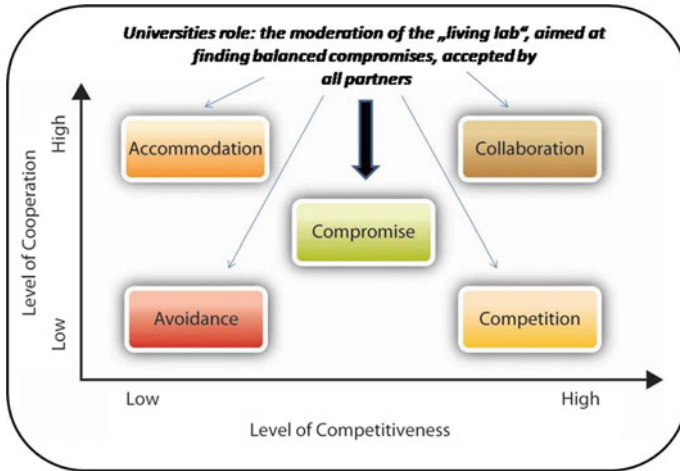 Universities role: the moderation of the „living lab“, aimed at
finding balanced compromises, accepted by
all partners
High
Accommodation
Collaboration
Level of Cooperation
Compromise
Low
Avoidance
Competition
Low
High
Level of Competitiveness